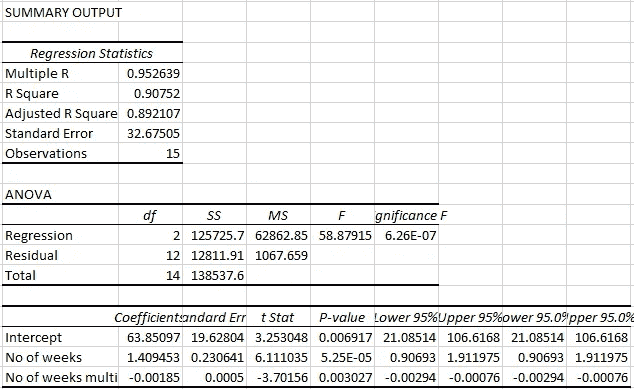 SUMMARY OUTPUT
Regression Statistics
Multiple R 0.952639
R Square 0.90752
Adjusted R Square 0.892107
Standard Error 32.67505
Observations 15
ANOVA
df SS MS F gnificance F
Regression 2 125725.7 62862.85 58.87915 6.26E-07
Residual 12 12811.91 1067.659
Total 14 138537.6
Coefficients andard Err t Stat P-value Lower 95% Upper 95% ower 95.0% pper 95.0%
Intercept 63.85097 19.62804 3.253048 0.006917 21.08514 106.6168 21.08514 106.6168
No of weeks 1.409453 0.230641 6.111035 5.25E-05 0.90693 1.911975 0.90693 1.911975
No of weeks multi -0.00185 0.0005 -3.70156 0.003027 -0.00294 -0.00076 -0.00294 -0.00076